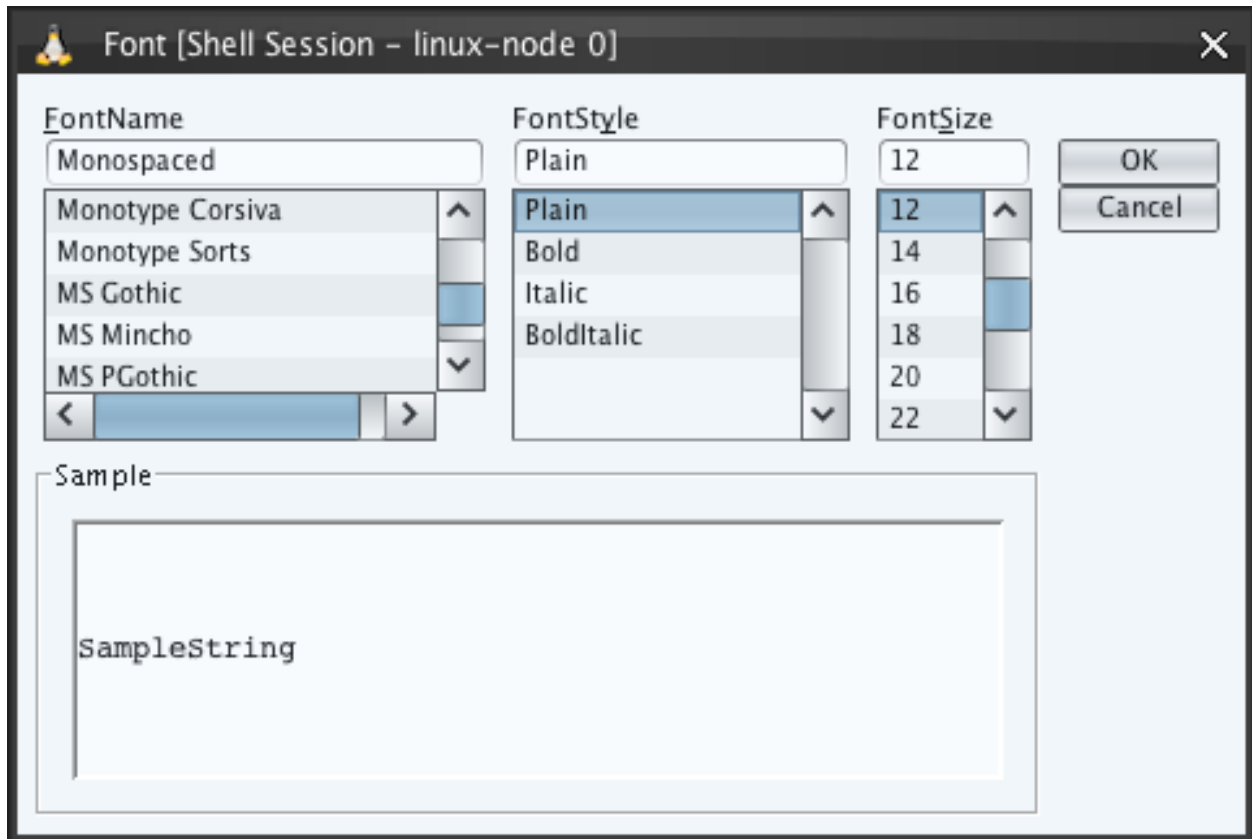 Font [Shell Session – linux–node 0]
FontName
FontStyle
FontSize
Monospaced
Plain
12
OK
Cancel
Monotype Corsiva
Monotype Sorts
MS Gothic
MS Mincho
MS PGothic
Plain
Bold
Italic
BoldItalic
12
14
16
18
20
22
Sample
SampleString